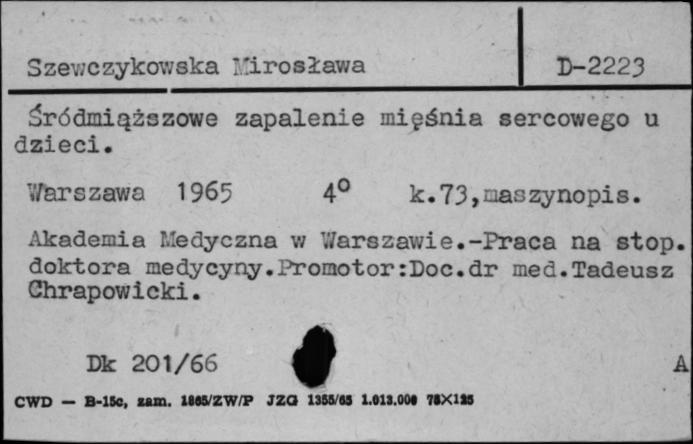 Szewczykowska Mirosława D-2223
Śródmiąższowe zapalenie mięśnia sercowego u
dzieci.
Warszawa 1965 4° k.73,maszynopis.
Akademia Medyczna w Warszawie.-Praca na stop.
doktora medycyny.Promotor:Doc.dr med.Tadeusz
Chrapowicki.
Dk 201/66 A
CWD — B-15c, zam. 1865/ZW/P JZG 1355/65 1.013.000 78×125